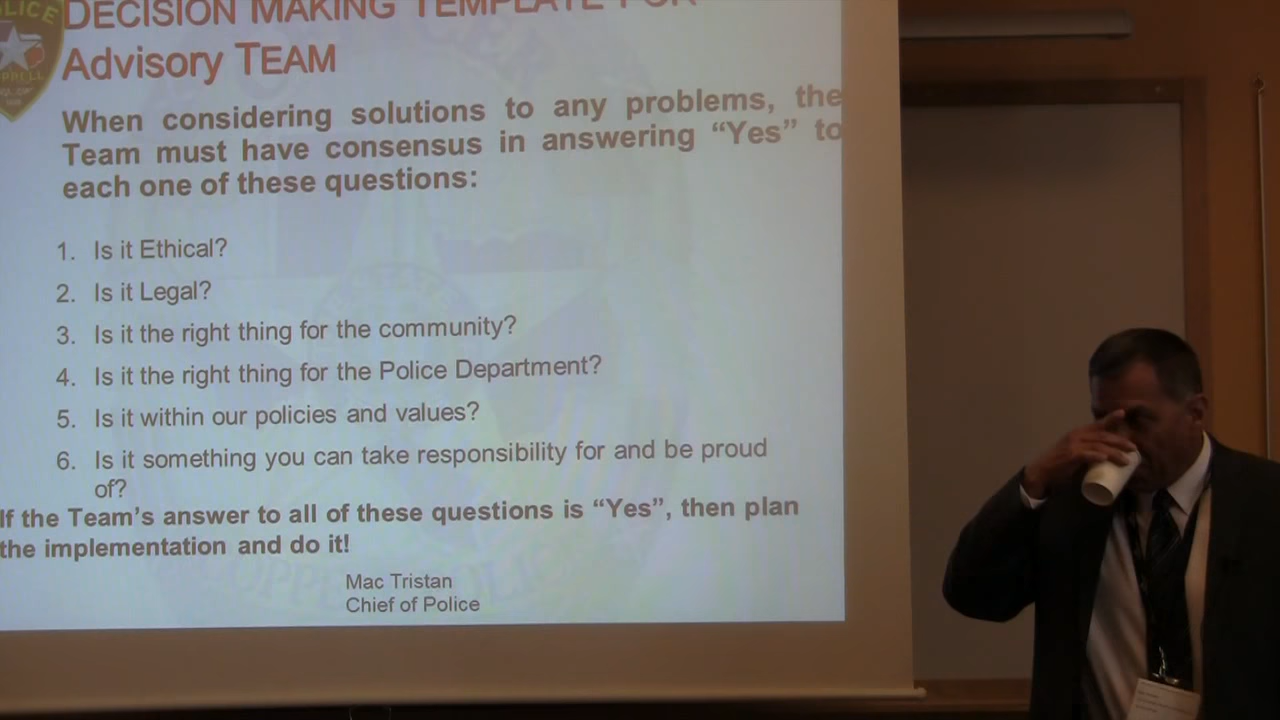 DECISION MAKING TEMPLATE FOR
Advisory TEAM
When considering solutions to any problems, the
Team must have consensus in answering “Yes” to
each one of these questions:
1. Is it Ethical?
2. Is it Legal?
3. Is it the right thing for the community?
4. Is it the right thing for the Police Department?
5. Is it within our policies and values?
6. Is it something you can take responsibility for and be proud
of?
If the Team’s answer to all of these questions is “Yes”, then plan
the implementation and do it!
Mac Tristan
Chief of Police